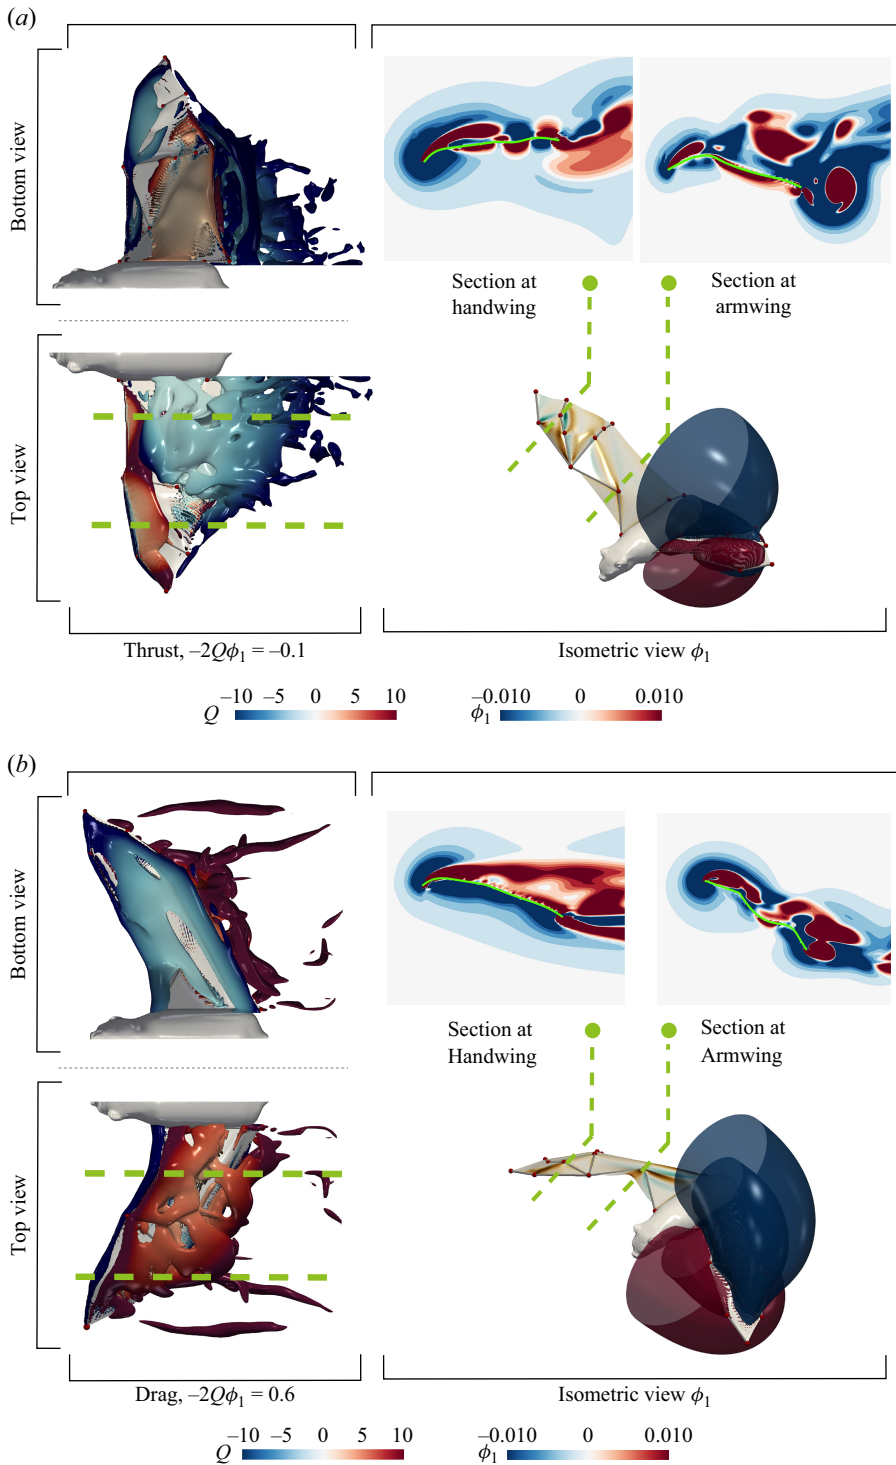 (a)
Bottom view
Section at
handwing
Section at
armwing
Top view
Thrust, –2Qϕ₁ = –0.1
Isometric view ϕ₁
Q
–10 –5 0 5 10
ϕ₁
–0.010 0 0.010
(b)
Bottom view
Section at
Handwing
Section at
Armwing
Top view
Drag, –2Qϕ₁ = 0.6
Isometric view ϕ₁
Q
–10 –5 0 5 10
ϕ₁
–0.010 0 0.010